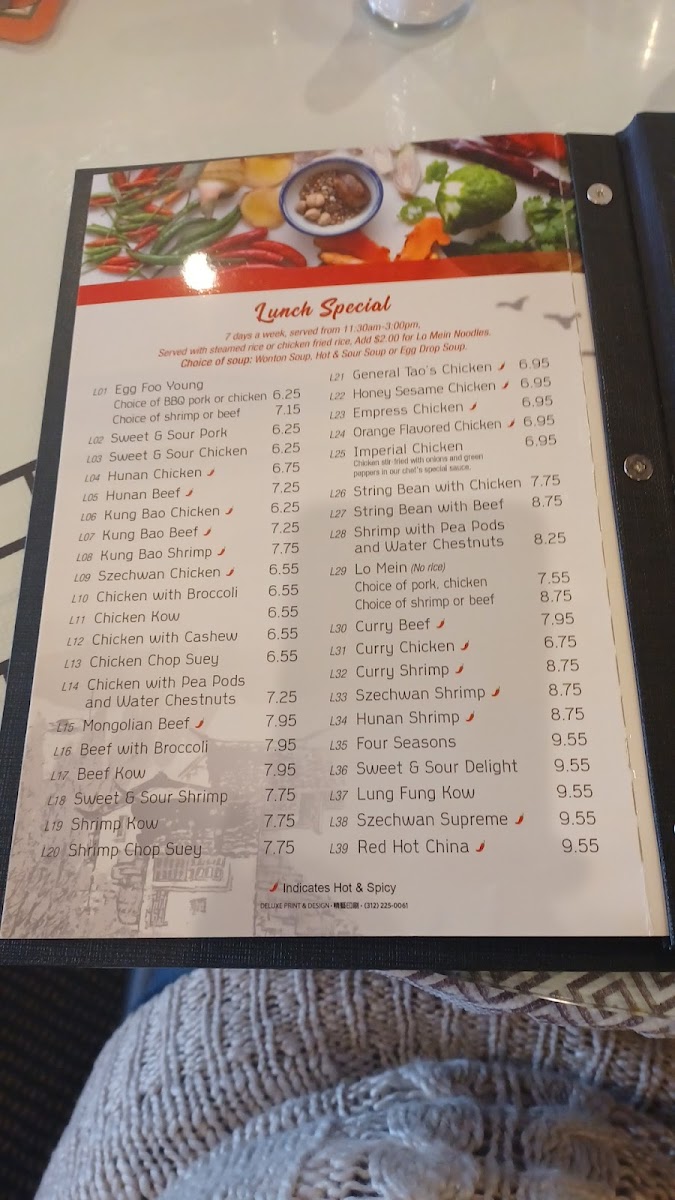 Lunch Special
7 days a week, served from 11:30am-3:00pm,
Served with steamed rice or chicken fried rice, Add $2.00 for Lo Mein Noodles.
Choice of soup: Wonton Soup, Hot & Sour Soup or Egg Drop Soup.
L01 Egg Foo Young
Choice of BBQ pork or chicken 6.25
Choice of shrimp or beef 7.15
L02 Sweet & Sour Pork 6.25
L03 Sweet & Sour Chicken 6.25
L04 Hunan Chicken 6.75
L05 Hunan Beef 7.25
L06 Kung Bao Chicken 6.25
L07 Kung Bao Beef 7.25
L08 Kung Bao Shrimp 7.75
L09 Szechwan Chicken 6.55
L10 Chicken with Broccoli 6.55
L11 Chicken Kow 6.55
L12 Chicken with Cashew 6.55
L13 Chicken Chop Suey 6.55
L14 Chicken with Pea Pods
and Water Chestnuts 7.25
L15 Mongolian Beef 7.95
L16 Beef with Broccoli 7.95
L17 Beef Kow 7.95
L18 Sweet & Sour Shrimp 7.75
L19 Shrimp Kow 7.75
L20 Shrimp Chop Suey 7.75
L21 General Tao's Chicken 6.95
L22 Honey Sesame Chicken 6.95
L23 Empress Chicken 6.95
L24 Orange Flavored Chicken 6.95
L25 Imperial Chicken 6.95
Chicken stir-fried with onions and green
peppers in our chef's special sauce.
L26 String Bean with Chicken 7.75
L27 String Bean with Beef 8.75
L28 Shrimp with Pea Pods
and Water Chestnuts 8.25
L29 Lo Mein (No rice)
Choice of pork, chicken 7.55
Choice of shrimp or beef 8.75
L30 Curry Beef 7.95
L31 Curry Chicken 6.75
L32 Curry Shrimp 8.75
L33 Szechwan Shrimp 8.75
L34 Hunan Shrimp 8.75
L35 Four Seasons 9.55
L36 Sweet & Sour Delight 9.55
L37 Lung Fung Kow 9.55
L38 Szechwan Supreme 9.55
L39 Red Hot China 9.55
Indicates Hot & Spicy
DELUXE PRINT & DESIGN - 精藝印刷 - (312) 225-0061